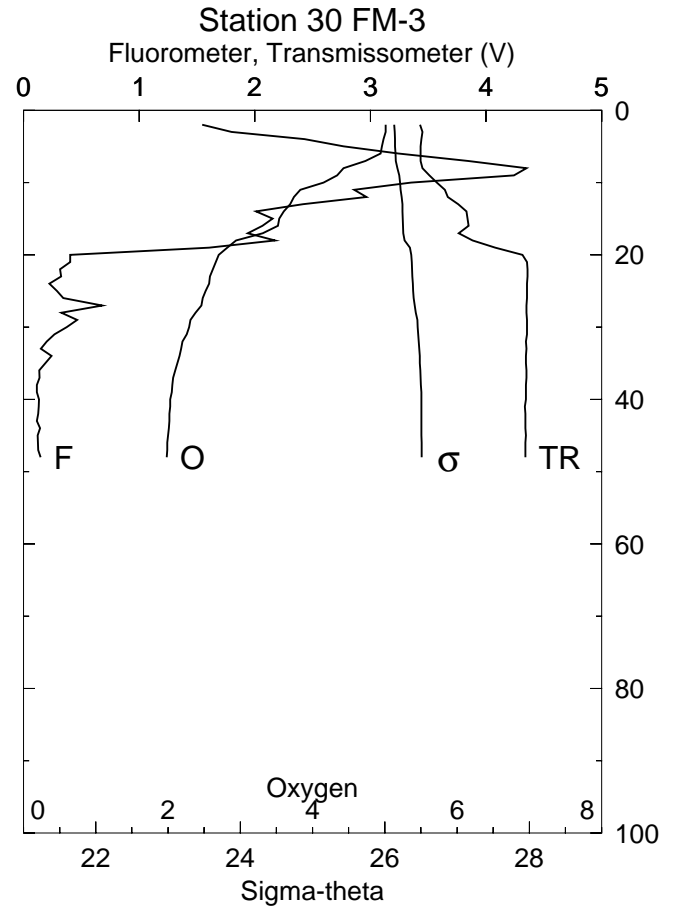 Station 30 FM-3
Fluorometer, Transmissometer (V)
0 1 2 3 4 5
0
20
40
F O σ TR
60
80
Oxygen
0 2 4 6 8
100
22 24 26 28
Sigma-theta